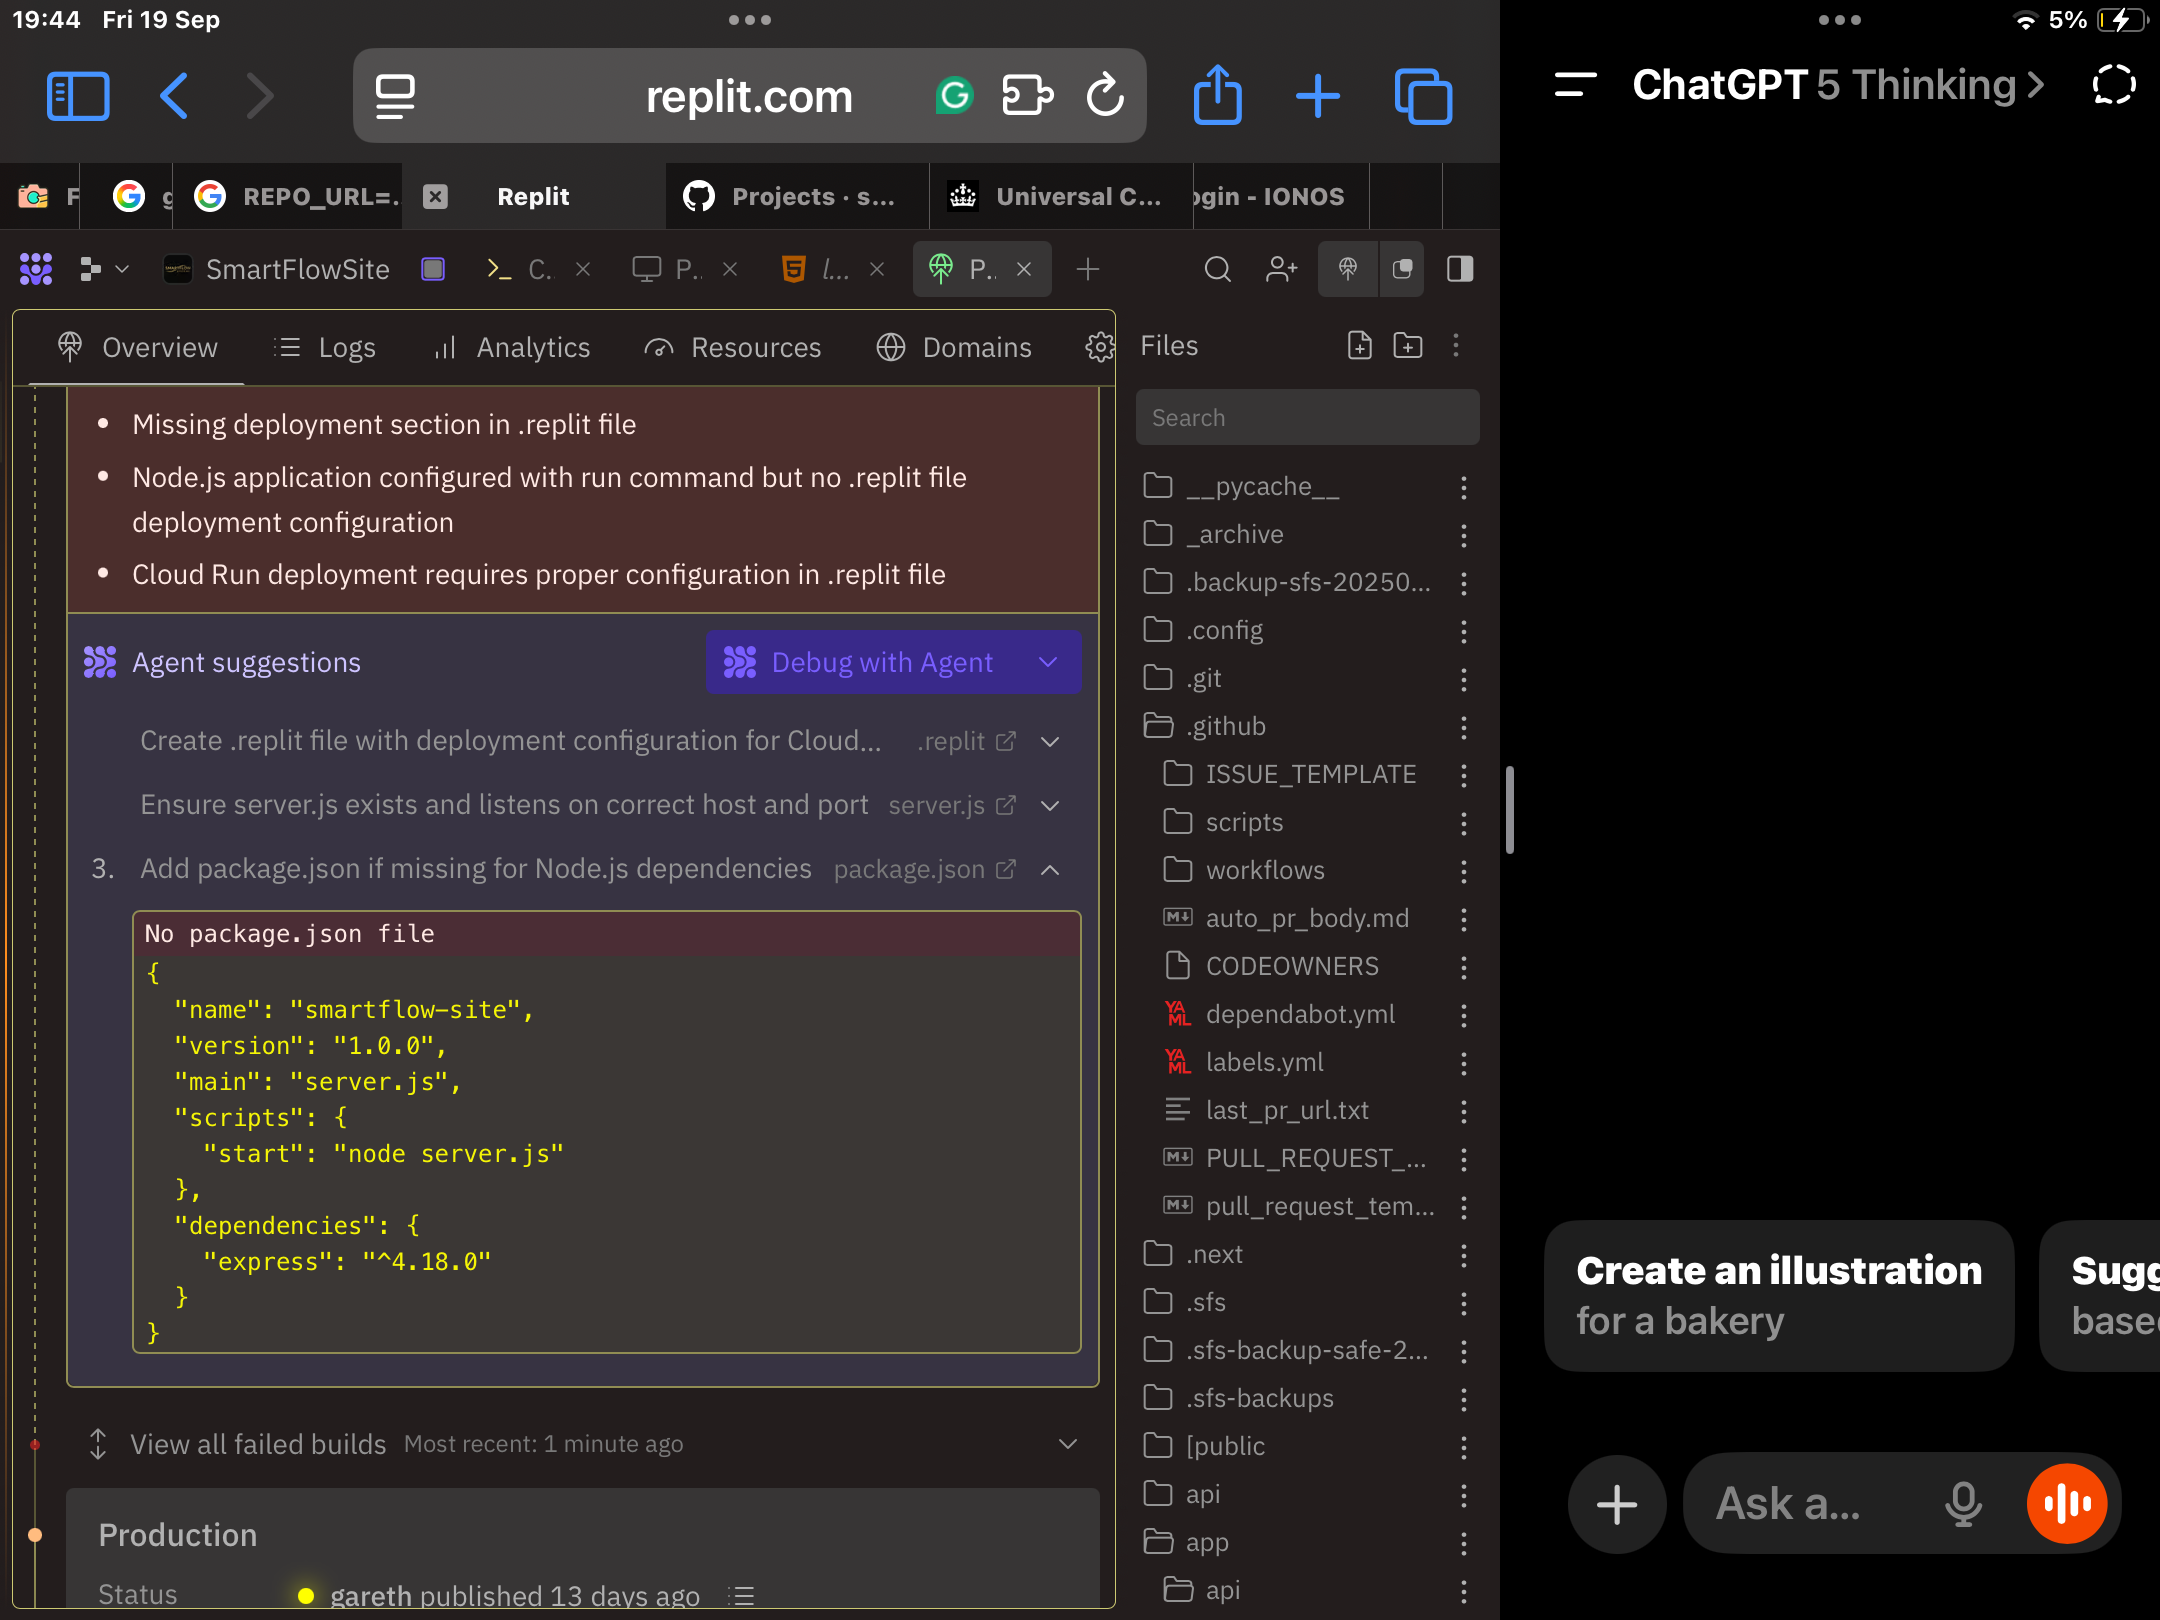 19:44 Fri 19 Sep
5%
replit.com
F
g
REPO_URL=...
Replit
Projects · s...
Universal C...
ogin - IONOS
SmartFlowSite
C.
P..
l...
P..
Overview
Logs
Analytics
Resources
Domains
Missing deployment section in .replit file
Node.js application configured with run command but no .replit file
deployment configuration
Cloud Run deployment requires proper configuration in .replit file
Agent suggestions
Debug with Agent
Create .replit file with deployment configuration for Cloud... .replit
Ensure server.js exists and listens on correct host and port server.js
3. Add package.json if missing for Node.js dependencies package.json
No package.json file
{
"name": "smartflow-site",
"version": "1.0.0",
"main": "server.js",
"scripts": {
"start": "node server.js"
},
"dependencies": {
"express": "^4.18.0"
}
}
View all failed builds Most recent: 1 minute ago
Production
Status gareth published 13 days ago
Files
Search
__pycache__
_archive
.backup-sfs-20250...
.config
.git
.github
ISSUE_TEMPLATE
scripts
workflows
auto_pr_body.md
CODEOWNERS
YAML dependabot.yml
YAML labels.yml
last_pr_url.txt
PULL_REQUEST_...
pull_request_tem...
.next
.sfs
.sfs-backup-safe-2...
.sfs-backups
[public
api
app
api
ChatGPT 5 Thinking
Create an illustration
for a bakery
Sugg
base
Ask a...